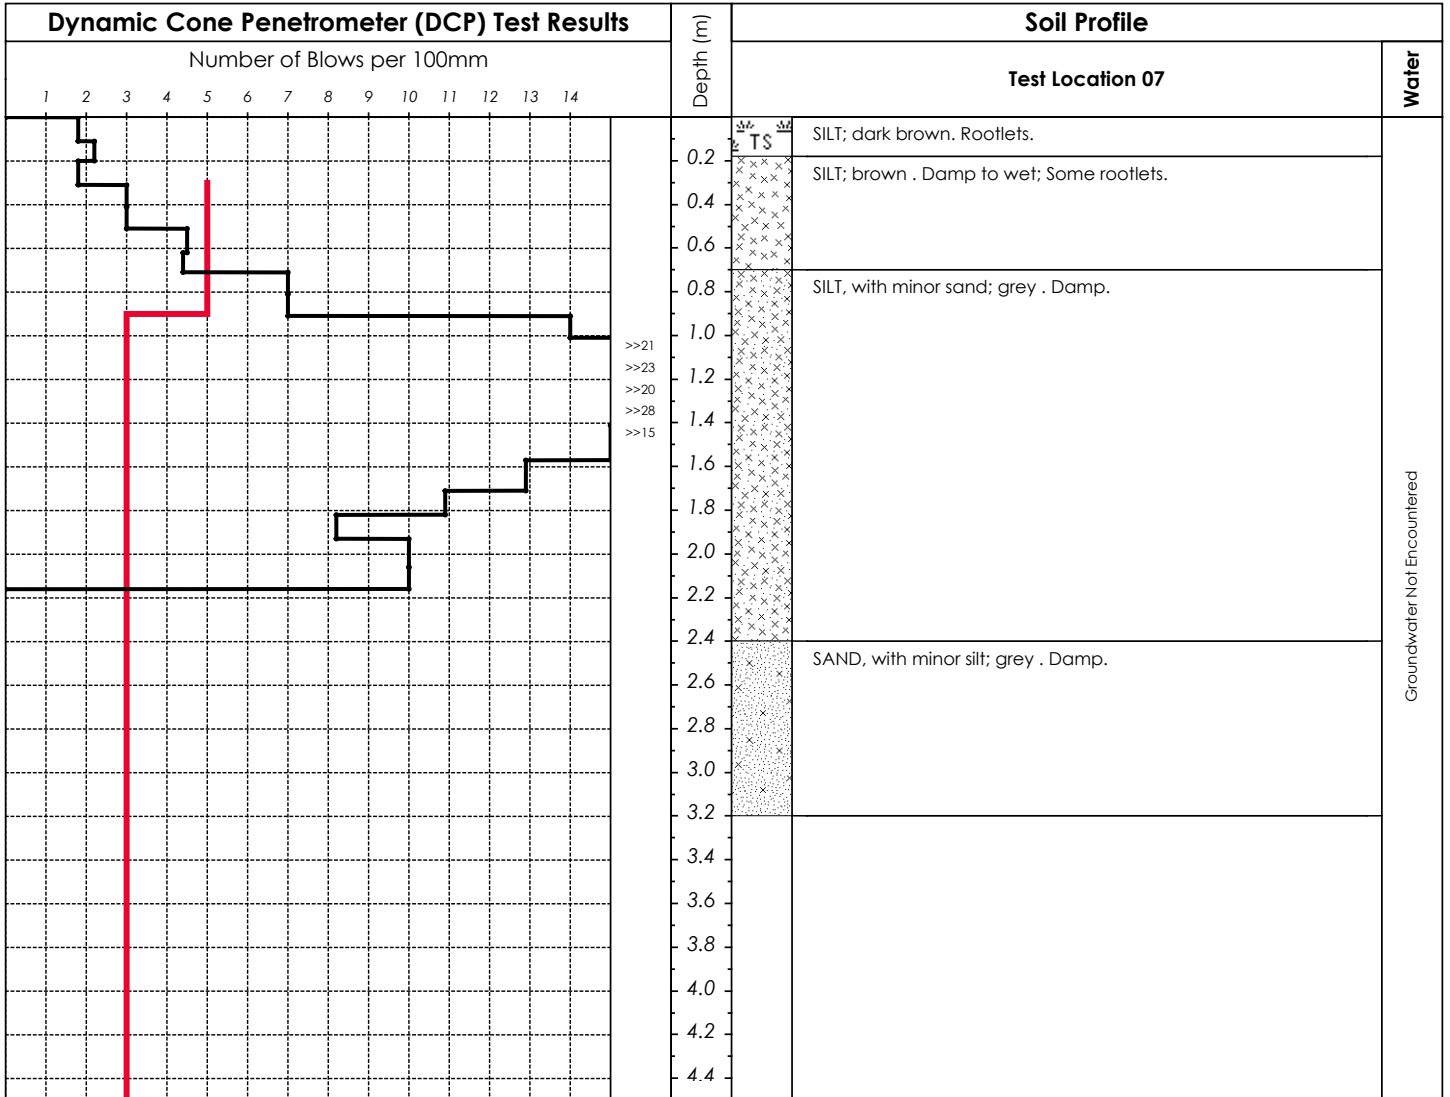 Dynamic Cone Penetrometer (DCP) Test Results
Number of Blows per 100mm
1 2 3 4 5 6 7 8 9 10 11 12 13 14
Depth (m)
Soil Profile
Test Location 07
Water
>>21
>>23
>>20
>>28
>>15
0.2
0.4
0.6
0.8
1.0
1.2
1.4
1.6
1.8
2.0
2.2
2.4
2.6
2.8
3.0
3.2
3.4
3.6
3.8
4.0
4.2
4.4
TS
SILT; dark brown. Rootlets.
SILT; brown . Damp to wet; Some rootlets.
SILT, with minor sand; grey . Damp.
SAND, with minor silt; grey . Damp.
Groundwater Not Encountered